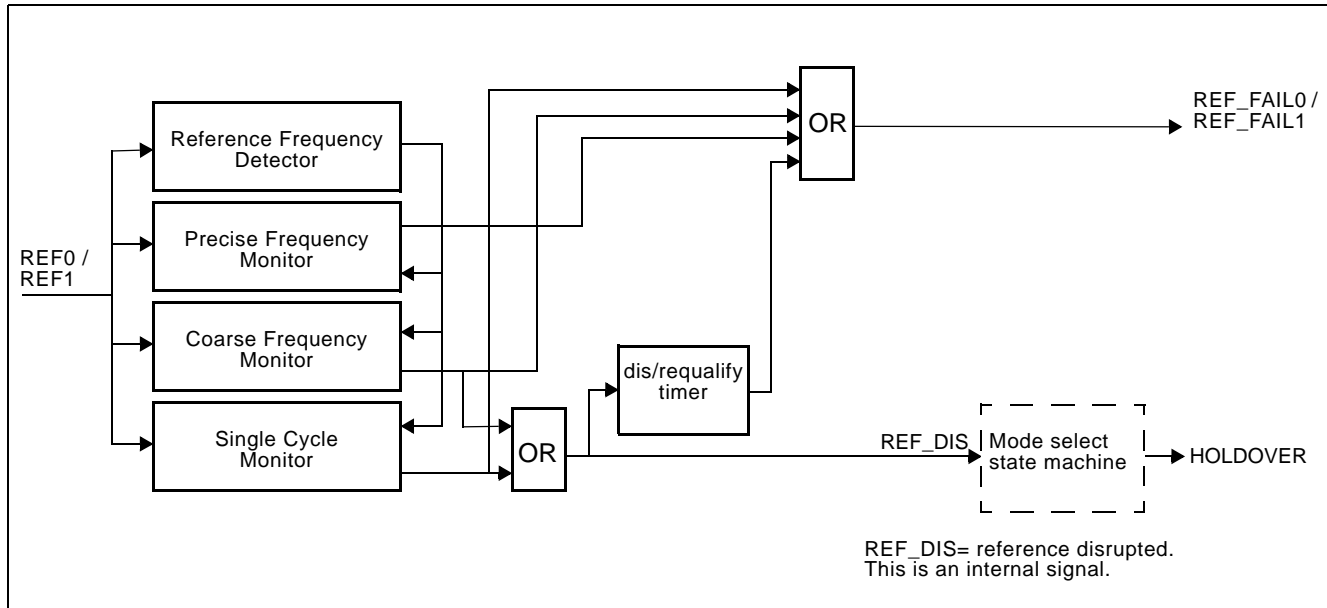 REF0 /
REF1
Reference Frequency
Detector
Precise Frequency
Monitor
Coarse Frequency
Monitor
Single Cycle
Monitor
OR
dis/requalify
timer
OR
REF_FAIL0 /
REF_FAIL1
REF_DIS
Mode select
state machine
HOLDOVER
REF_DIS= reference disrupted.
This is an internal signal.